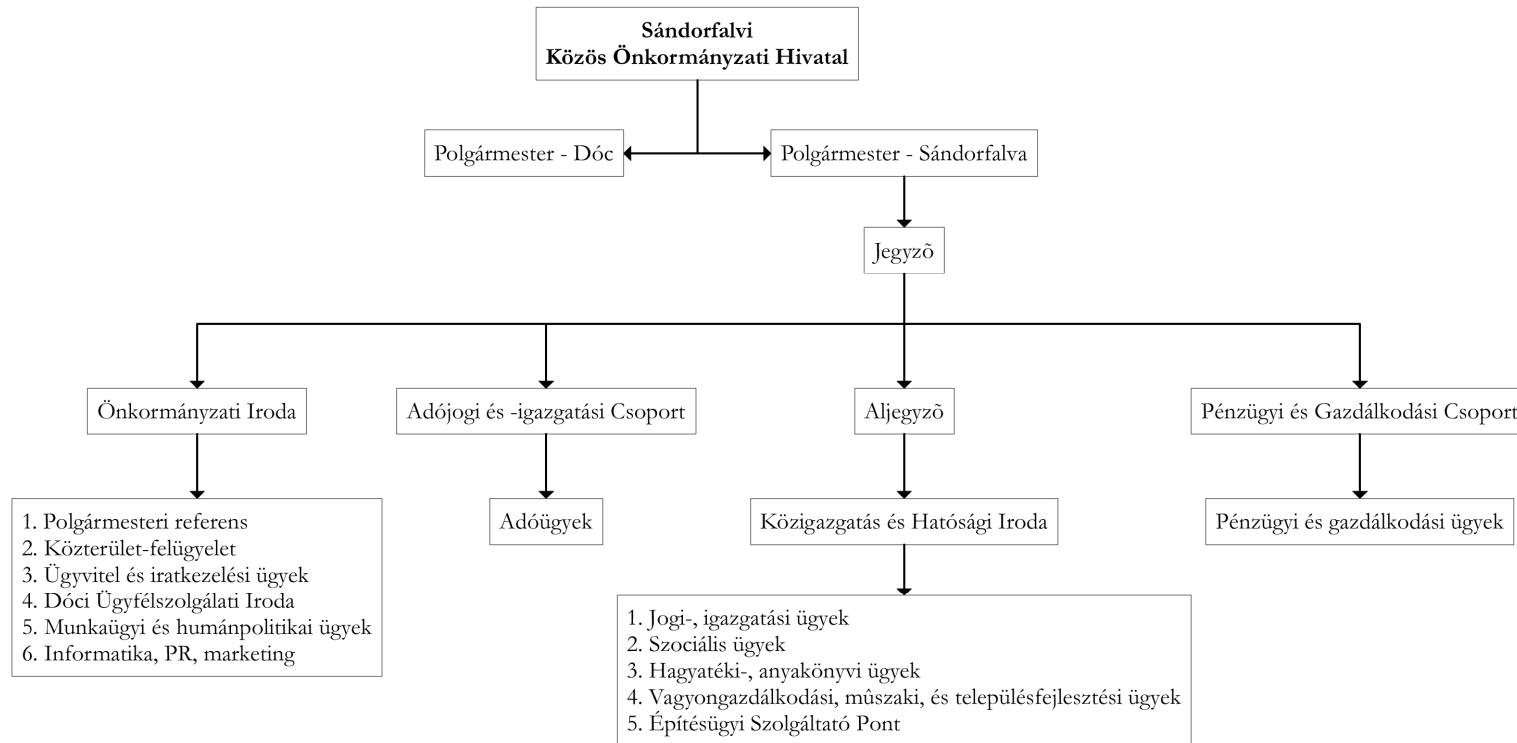 Sándorfalvi
Közös Önkormányzati Hivatal
Polgármester - Dóc
Polgármester - Sándorfalva
Jegyzõ
Önkormányzati Iroda
Adójogi és -igazgatási Csoport
Aljegyzõ
Pénzügyi és Gazdálkodási Csoport
1. Polgármesteri referens
2. Közterület-felügyelet
3. Ügyvitel és iratkezelési ügyek
4. Dóci Ügyfélszolgálati Iroda
5. Munkaügyi és humánpolitikai ügyek
6. Informatika, PR, marketing
Adóügyek
Közigazgatás és Hatósági Iroda
Pénzügyi és gazdálkodási ügyek
1. Jogi-, igazgatási ügyek
2. Szociális ügyek
3. Hagyatéki-, anyakönyvi ügyek
4. Vagyongazdálkodási, mûszaki, és településfejlesztési ügyek
5. Építésügyi Szolgáltató Pont